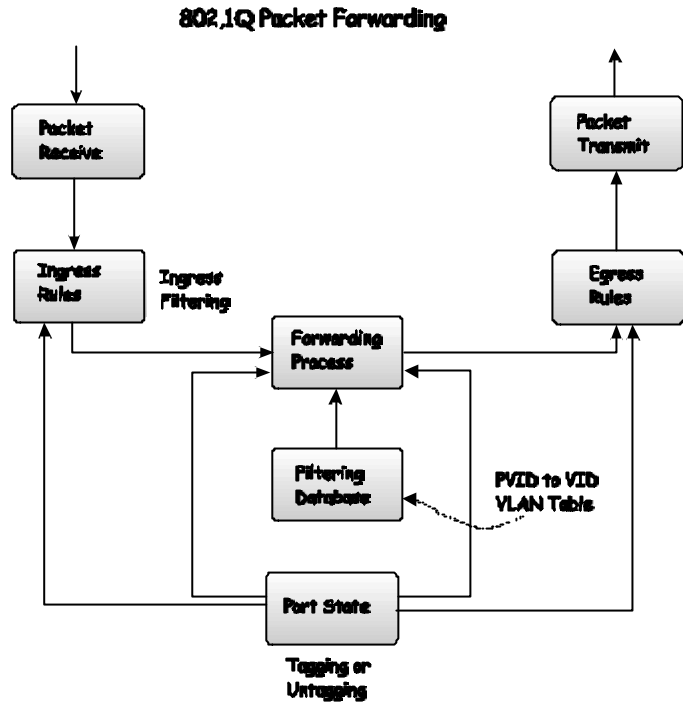 802.1Q Packet Forwarding
Packet
Receive
Packet
Transmit
Ingress
Rules
Ingress
Filtering
Egress
Rules
Forwarding
Process
Filtering
Database
PVID to VID
VLAN Table
Port State
Tagging or
Untagging